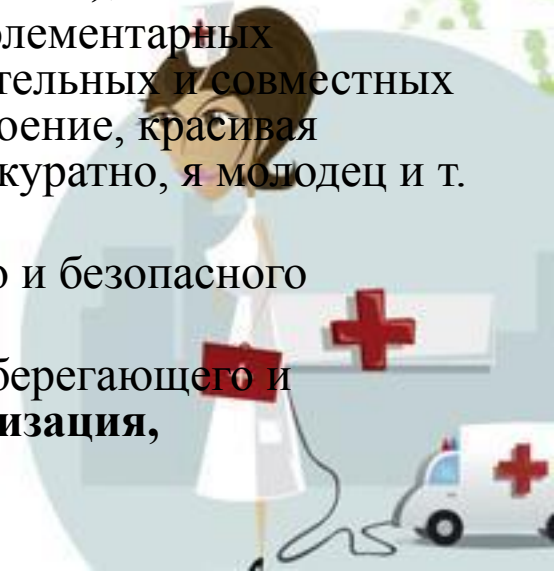 элементарных
тельных и совместных
оение, красивая
куратно, я молодец и т.
о и безопасного
берегающего и
изация,